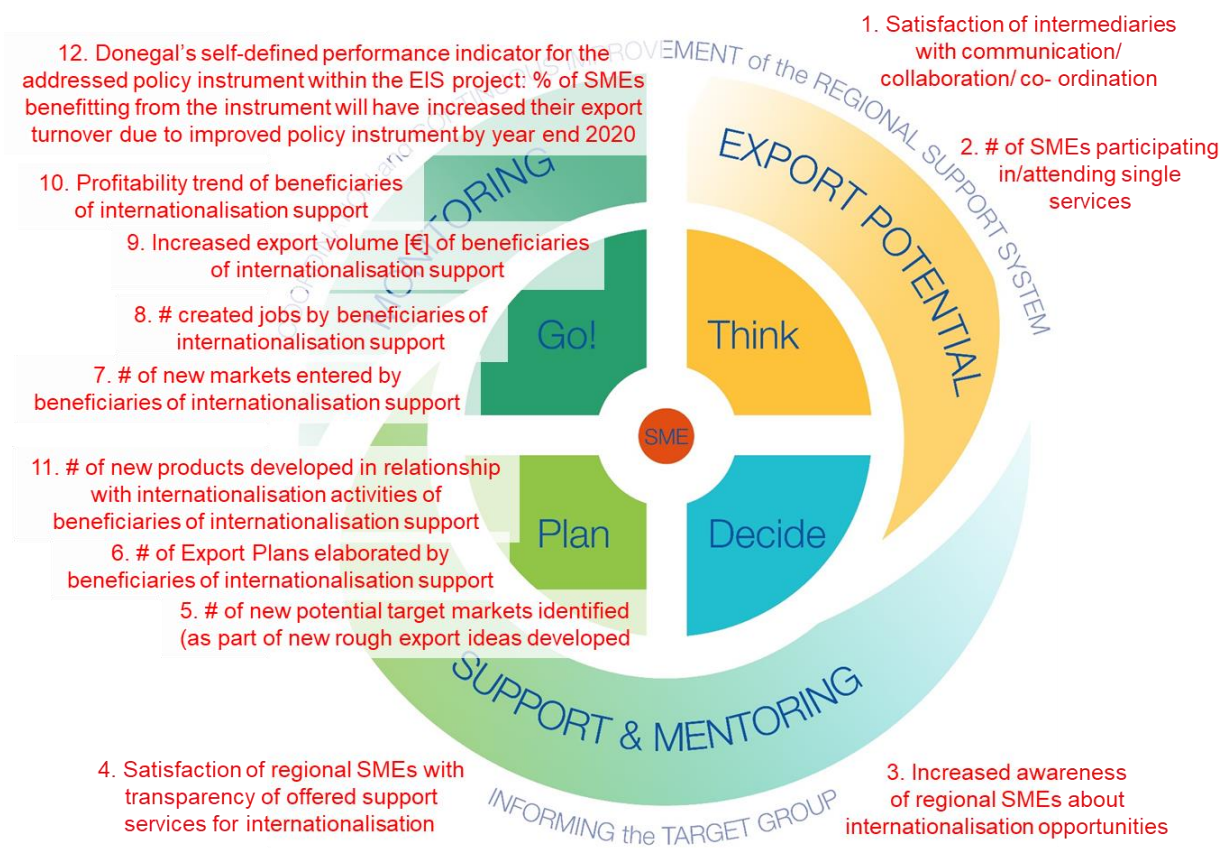 1. Satisfaction of intermediaries
with communication/
collaboration/ co- ordination
2. # of SMEs participating
in/attending single
services
3. Increased awareness
of regional SMEs about
internationalisation opportunities
4. Satisfaction of regional SMEs with
transparency of offered support
services for internationalisation
5. # of new potential target markets identified
(as part of new rough export ideas developed
6. # of Export Plans elaborated by
beneficiaries of internationalisation support
11. # of new products developed in relationship
with internationalisation activities of
beneficiaries of internationalisation support
7. # of new markets entered by
beneficiaries of internationalisation support
8. # created jobs by beneficiaries of
internationalisation support
9. Increased export volume [€] of beneficiaries
of internationalisation support
10. Profitability trend of beneficiaries
of internationalisation support
12. Donegal's self-defined performance indicator for the
addressed policy instrument within the EIS project: % of SMEs
benefitting from the instrument will have increased their export
turnover due to improved policy instrument by year end 2020
IMPROVEMENT of the REGIONAL SUPPORT SYSTEM
EXPORT POTENTIAL
MONITORING
Go!
Think
SME
Plan
Decide
SUPPORT & MENTORING
INFORMING the TARGET GROUP